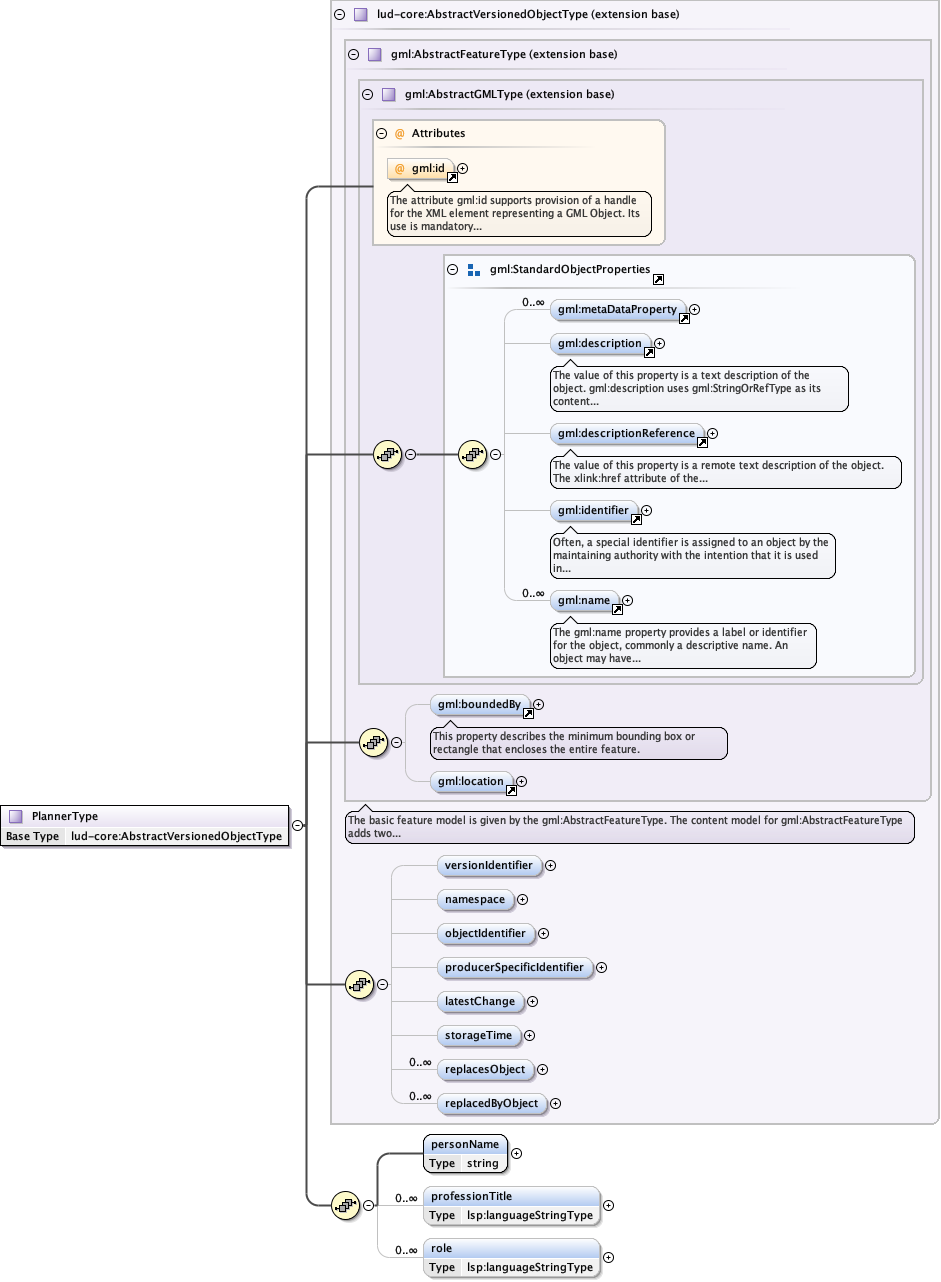 lud-core:AbstractVersionedObjectType (extension base)
gml:AbstractFeatureType (extension base)
gml:AbstractGMLType (extension base)
@ Attributes
@ gml:id
The attribute gml:id supports provision of a handle
for the XML element representing a GML Object. Its
use is mandatory...
gml:StandardObjectProperties
0..∞
gml:metaDataProperty
gml:description
The value of this property is a text description of the
object. gml:description uses gml:StringOrRefType as its
content...
gml:descriptionReference
The value of this property is a remote text description of the object.
The xlink:href attribute of the...
gml:identifier
Often, a special identifier is assigned to an object by the
maintaining authority with the intention that it is used
in...
0..∞
gml:name
The gml:name property provides a label or identifier
for the object, commonly a descriptive name. An
object may have...
gml:boundedBy
This property describes the minimum bounding box or
rectangle that encloses the entire feature.
gml:location
PlannerType
Base Type lud-core:AbstractVersionedObjectType
The basic feature model is given by the gml:AbstractFeatureType. The content model for gml:AbstractFeatureType
adds two...
versionIdentifier
namespace
objectIdentifier
producerSpecificIdentifier
latestChange
storageTime
0..∞
replacesObject
0..∞
replacedByObject
personName
Type string
0..∞
professionTitle
Type lsp:languageStringType
0..∞
role
Type lsp:languageStringType